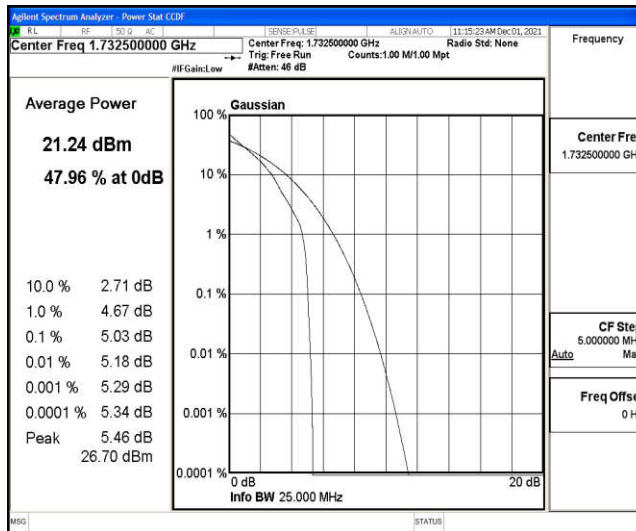 Agilent Spectrum Analyzer - Power Stat CCDF
RL RF 50 Ω AC SENSE:PULSE ALIGN AUTO 11:15:23 AM Dec 01, 2021
Center Freq 1.732500000 GHz
Center Freq: 1.732500000 GHz Radio Std: None
Trig: Free Run Counts:1.00 M/1.00 Mpt
#IFGain:Low #Atten: 46 dB
Frequency
Average Power
21.24 dBm
47.96 % at 0dB
10.0 % 2.71 dB
1.0 % 4.67 dB
0.1 % 5.03 dB
0.01 % 5.18 dB
0.001 % 5.29 dB
0.0001 % 5.34 dB
Peak 5.46 dB
26.70 dBm
Gaussian
100 %
10 %
1 %
0.1 %
0.01 %
0.001 %
0.0001 %
0 dB 20 dB
Info BW 25.000 MHz
Center Fre
1.732500000 GH
CF Ste
5.000000 MH
Auto Ma
Freq Offse
0 H
MSG STATUS